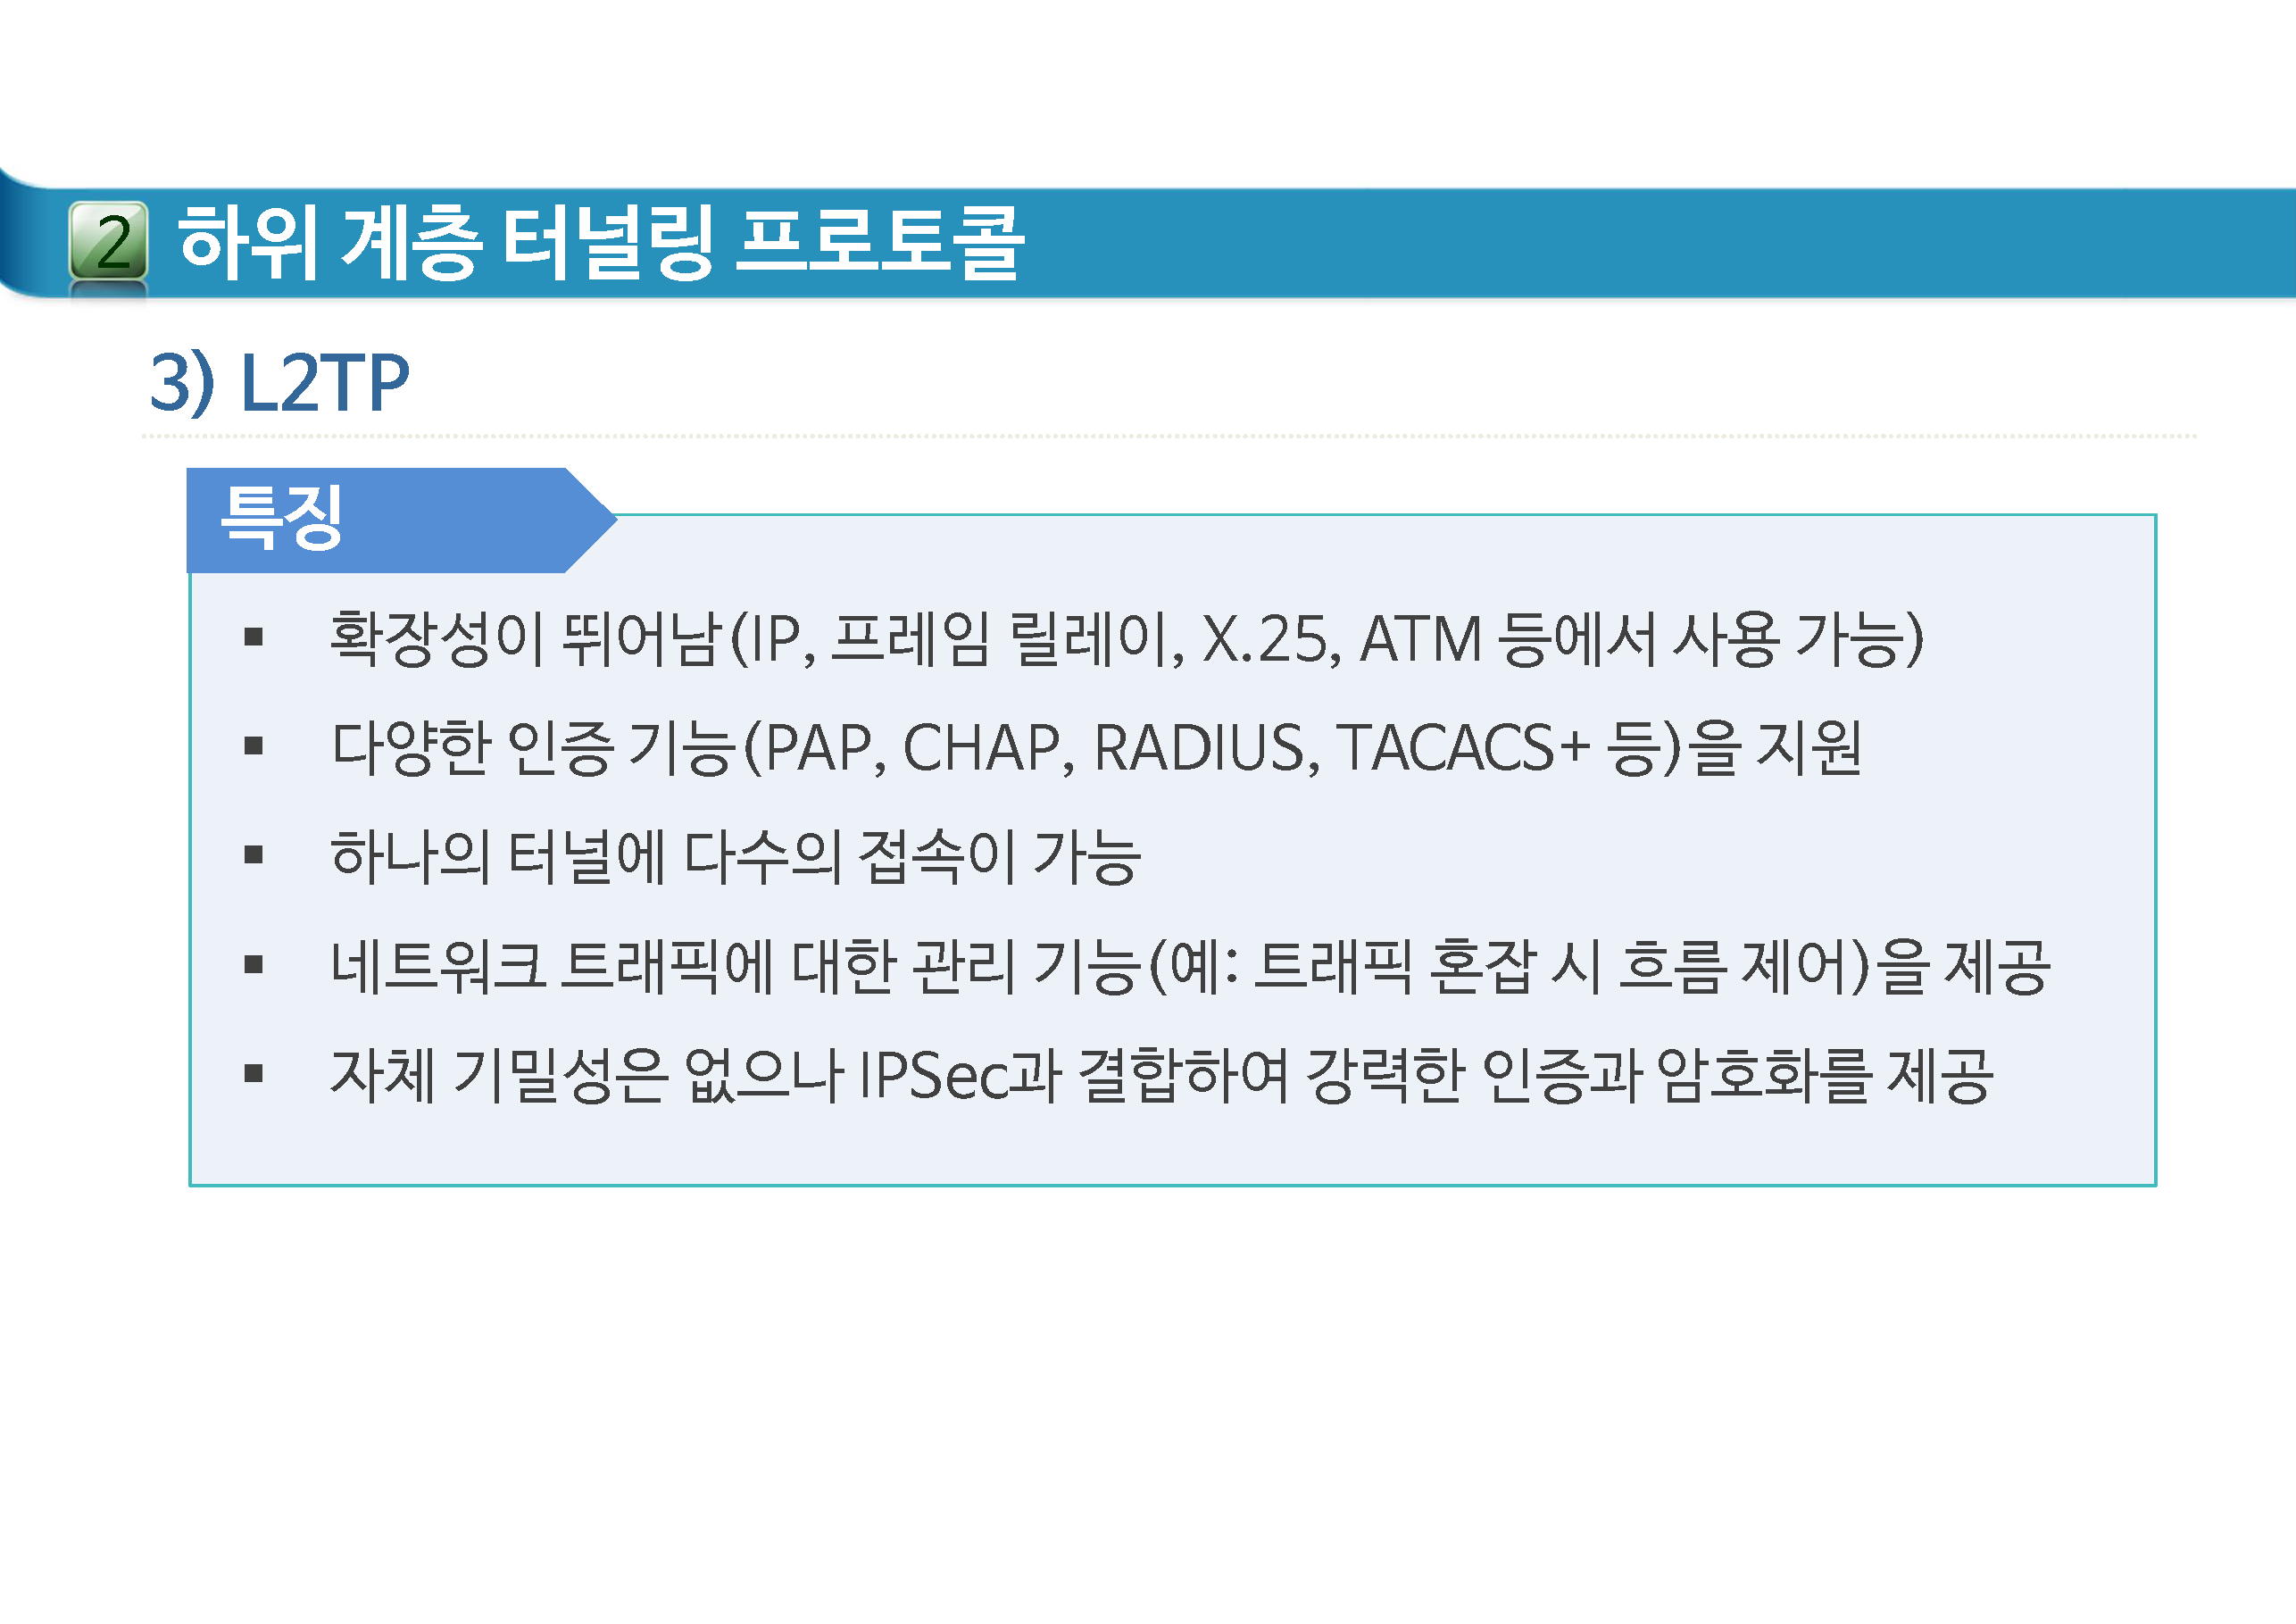 2 하위 계층 터널링 프로토콜
3) L2TP
특징
▪ 확장성이 뛰어남(IP, 프레임 릴레이, X.25, ATM 등에서 사용 가능)
▪ 다양한 인증 기능(PAP, CHAP, RADIUS, TACACS+ 등)을 지원
▪ 하나의 터널에 다수의 접속이 가능
▪ 네트워크 트래픽에 대한 관리 기능(예: 트래픽 혼잡 시 흐름 제어)을 제공
▪ 자체 기밀성은 없으나 IPSec과 결합하여 강력한 인증과 암호화를 제공